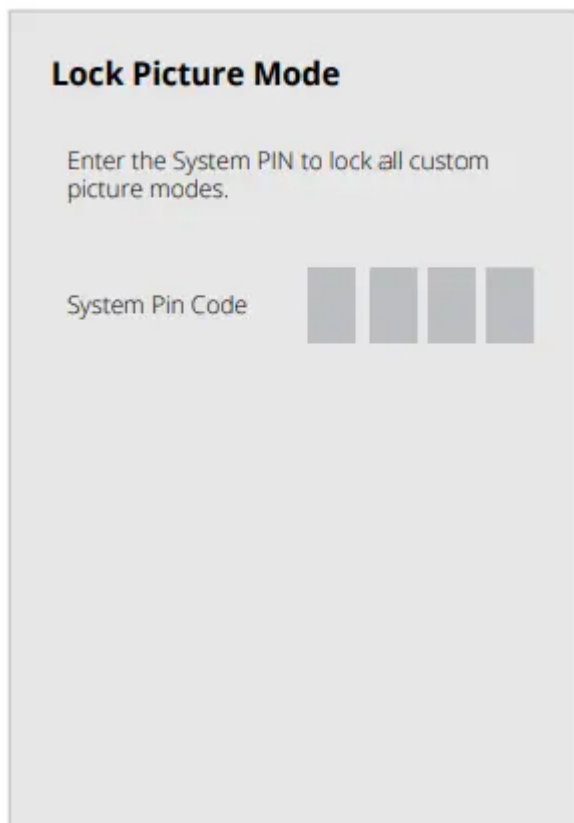 Lock Picture Mode
Enter the System PIN to lock all custom
picture modes.
System Pin Code